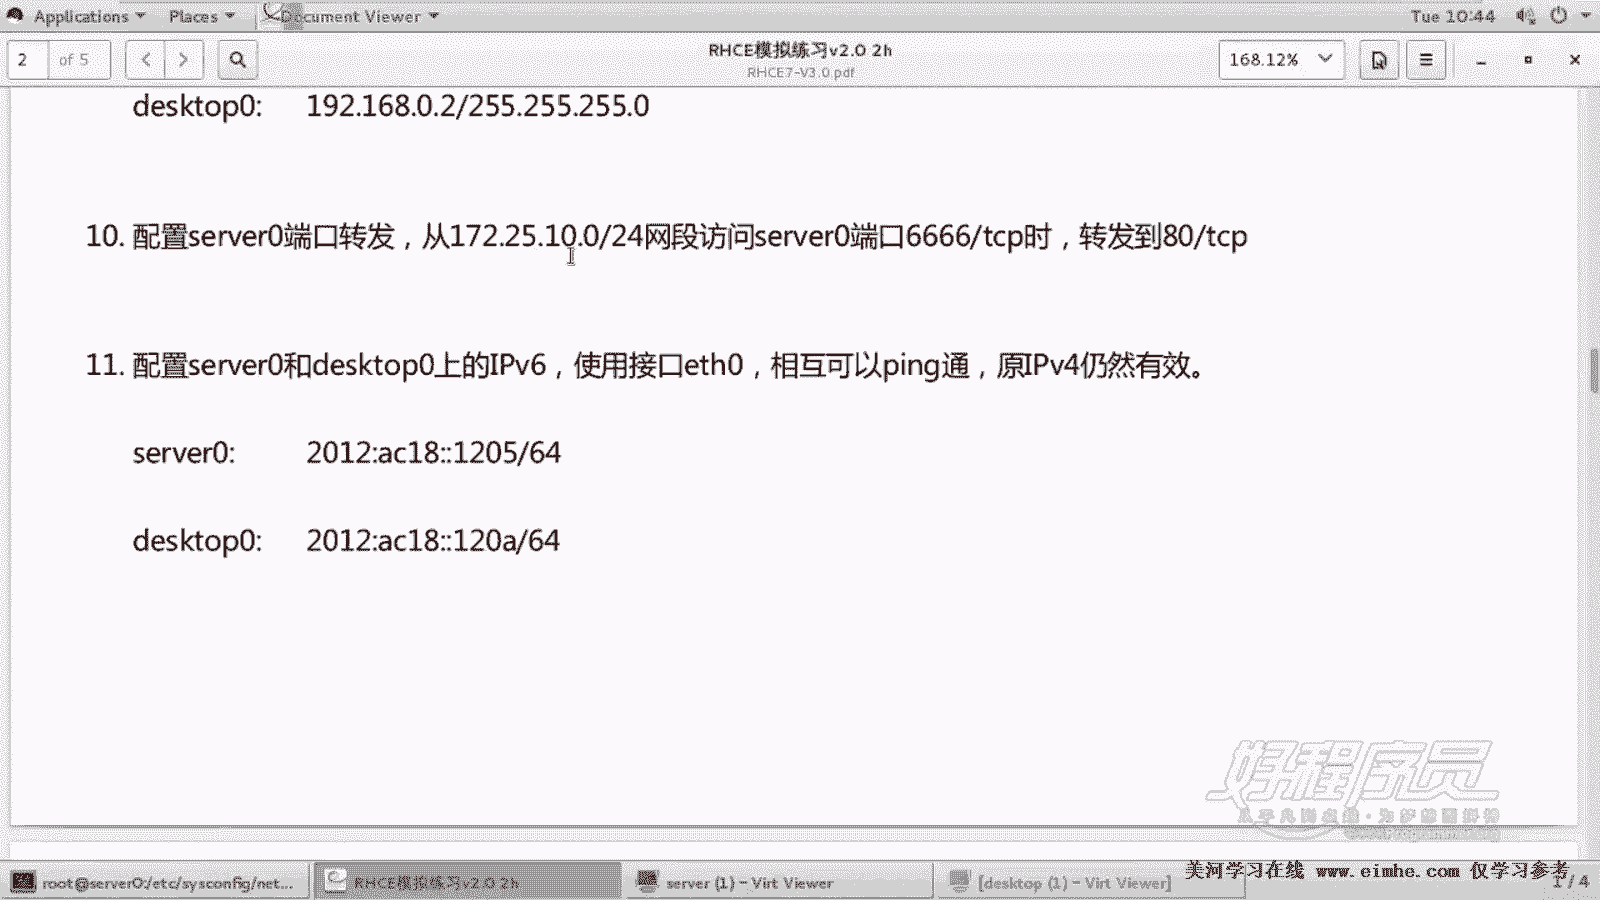 Applications Places Document Viewer Tue 10:44
2 of 5 RHCE模拟练习v2.0 2h 168.12%
RHCE7-V3.0.pdf
desktop0: 192.168.0.2/255.255.255.0
10. 配置server0端口转发，从172.25.10.0/24网段访问server0端口6666/tcp时，转发到80/tcp
11. 配置server0和desktop0上的IPv6，使用接口eth0，相互可以ping通，原IPv4仍然有效。
server0: 2012:ac18::1205/64
desktop0: 2012:ac18::120a/64
好程序员
root@server0:/etc/sysconfig/net... RHCE模拟练习v2.0 2h server (1) - Virt Viewer [desktop (1) - Virt Viewer] 1 / 4
美河学习在线 www.eimhe.com 仅学习参考